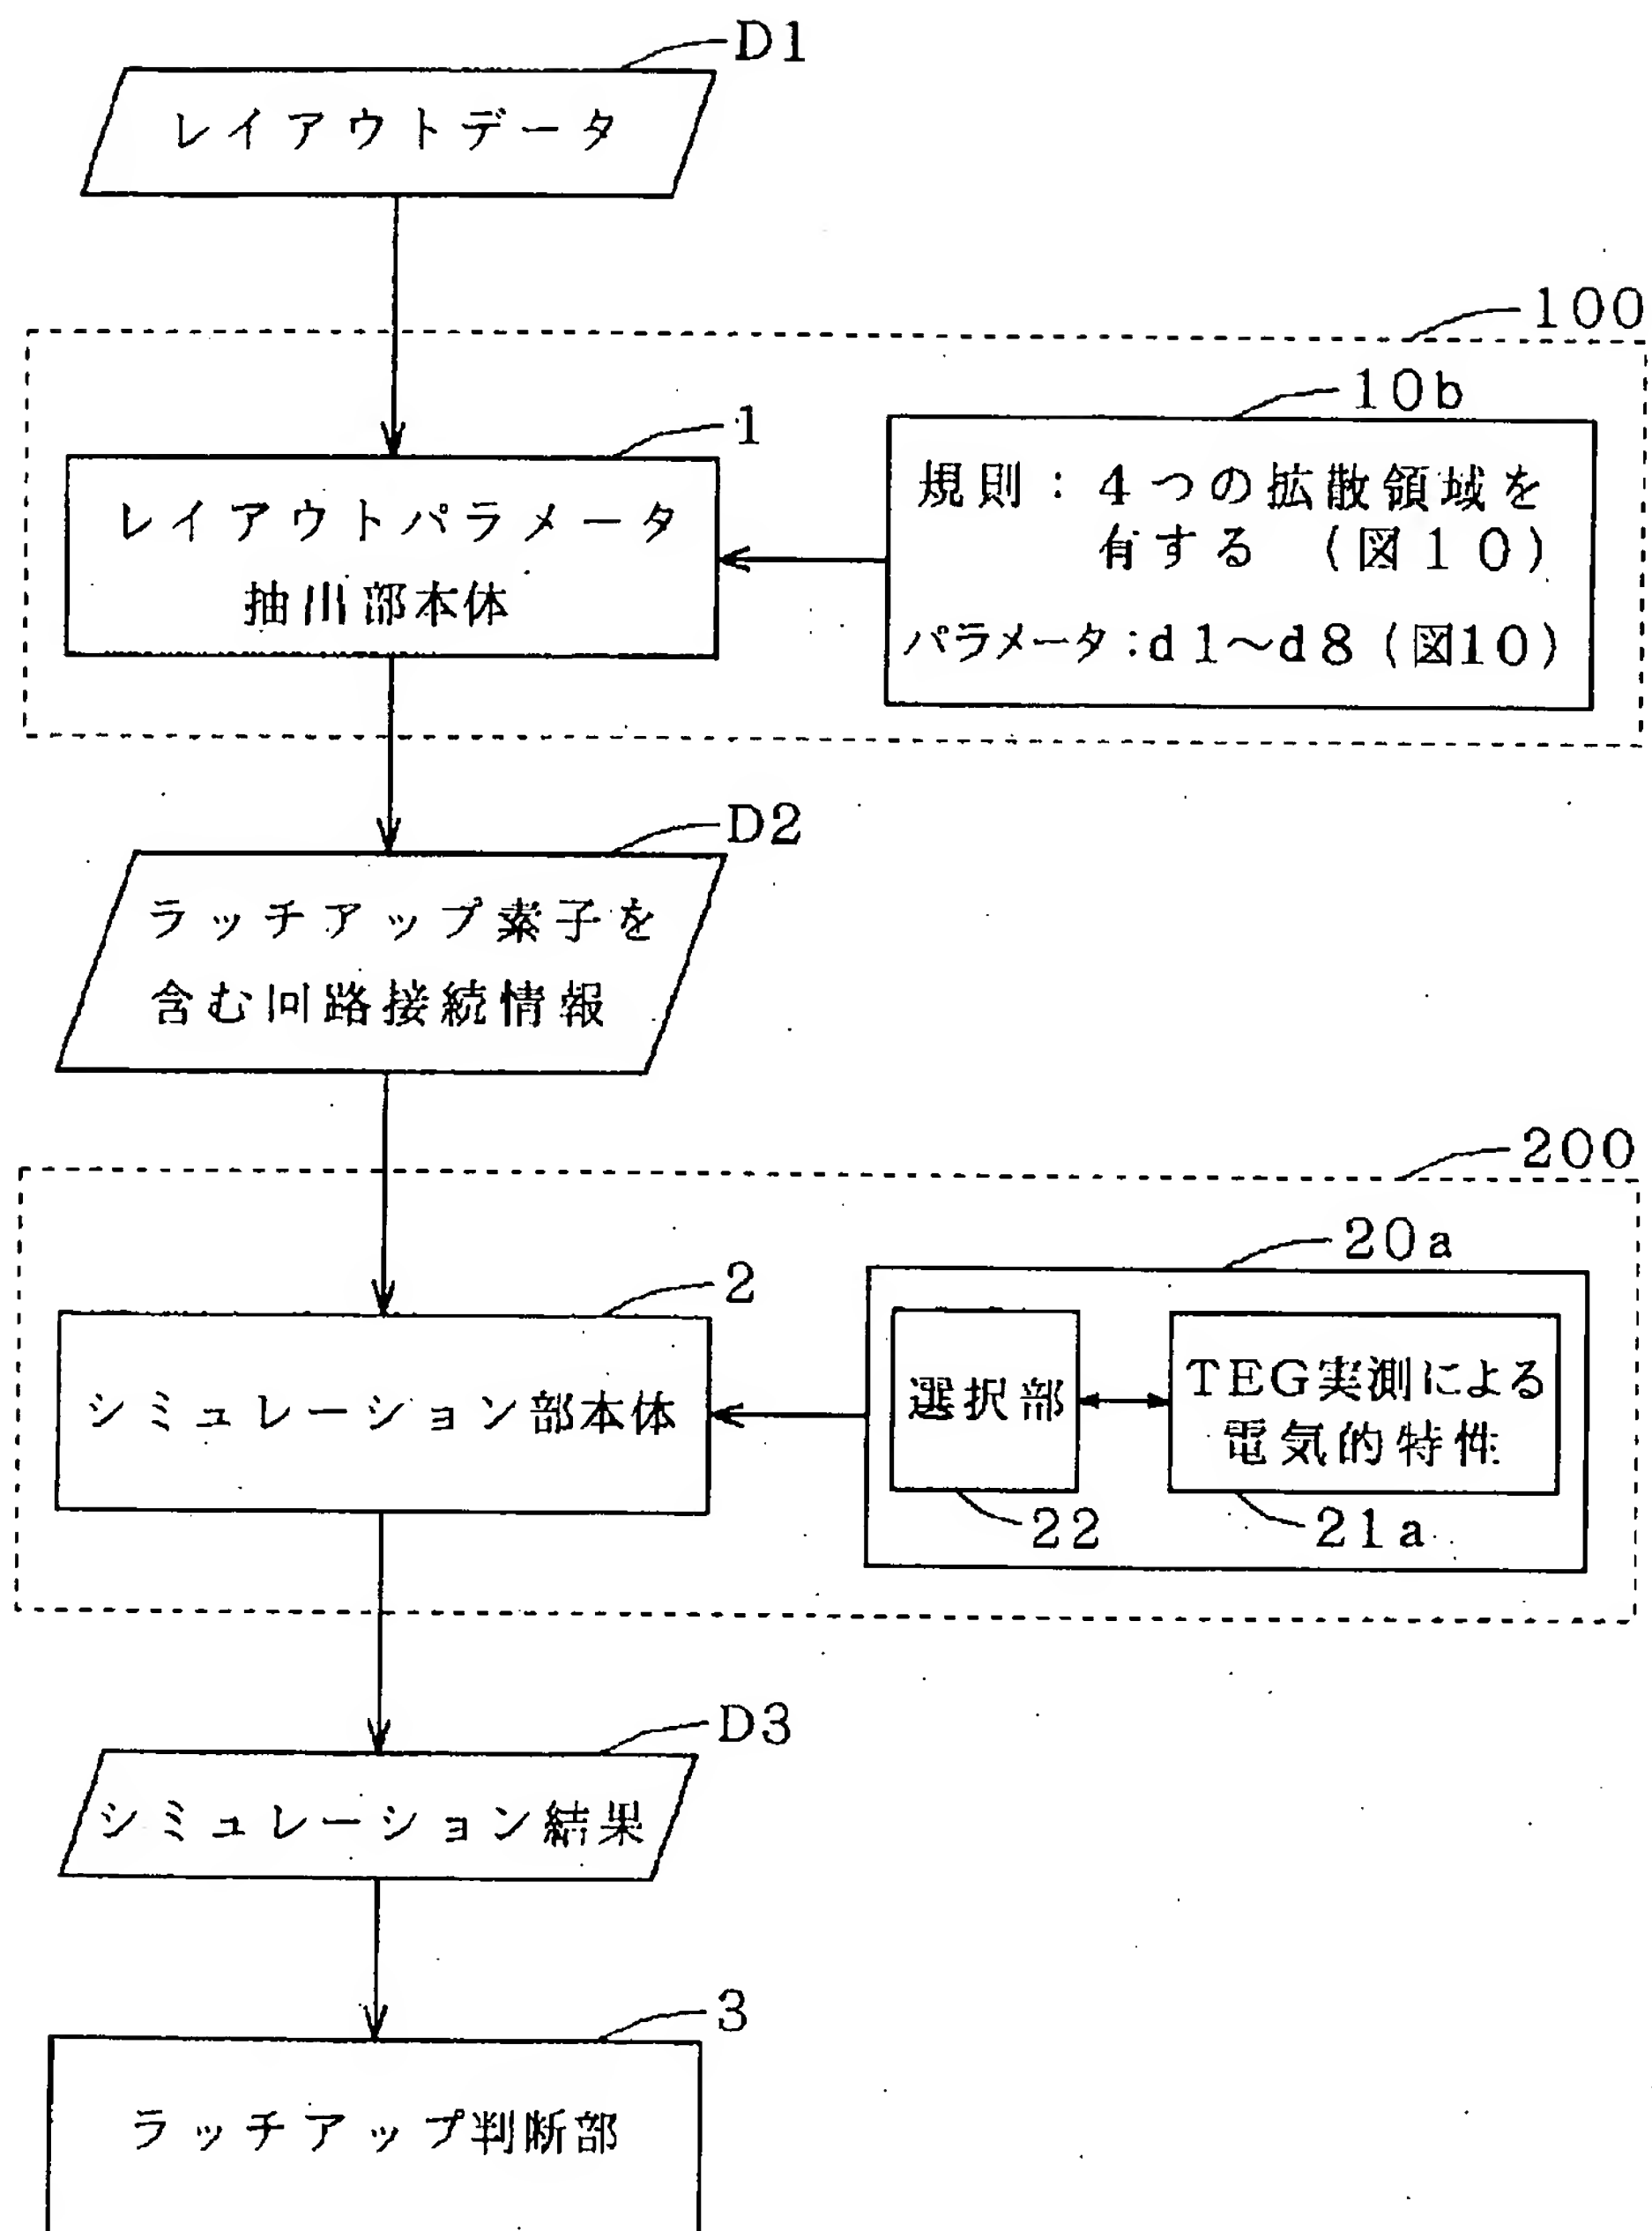 D1
レイアウトデータ
100
10b
1
規則：4つの拡散領域を
有する （図１０）
パラメータ：d1〜d8（図10）
レイアウトパラメータ
抽出部本体
D2
ラッチアップ素子を
含む回路接続情報
200
20a
2
シミュレーション部本体
選択部
TEG実測による
電気的特性
22
21a
D3
シミュレーション結果
3
ラッチアップ判断部